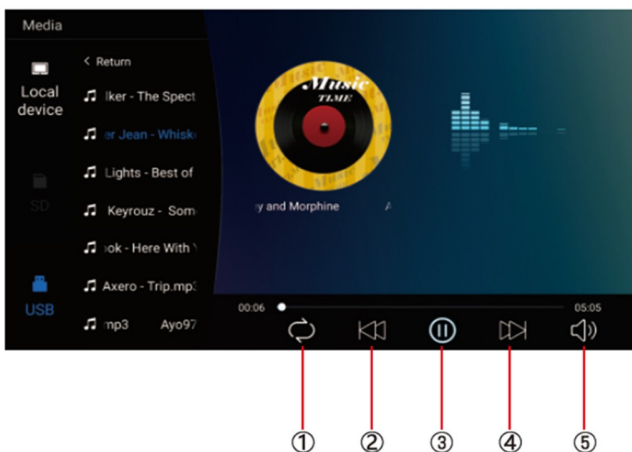 Media
Return
Local
device
lker - The Spect
er Jean - Whisk
SD
Lights - Best of
Keyrouz - Som
ok - Here With
USB
Axero - Trip.mp3
mp3 Ayo97
Music
TIME
y and Morphine
00:06
05:05
① ② ③ ④ ⑤